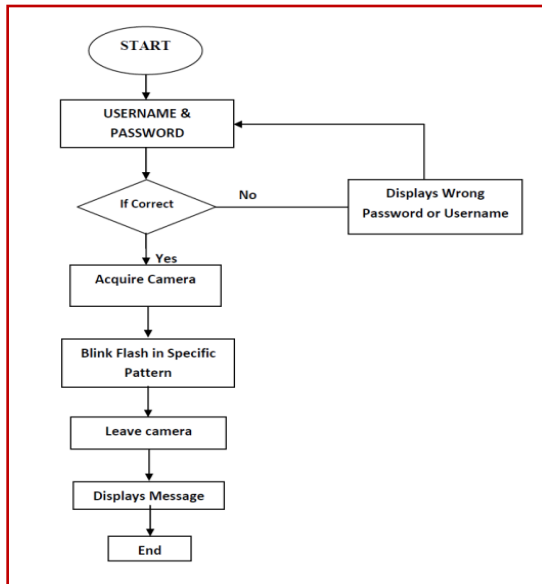 START
USERNAME &
PASSWORD
If Correct
No
Displays Wrong
Password or Username
Yes
Acquire Camera
Blink Flash in Specific
Pattern
Leave camera
Displays Message
End